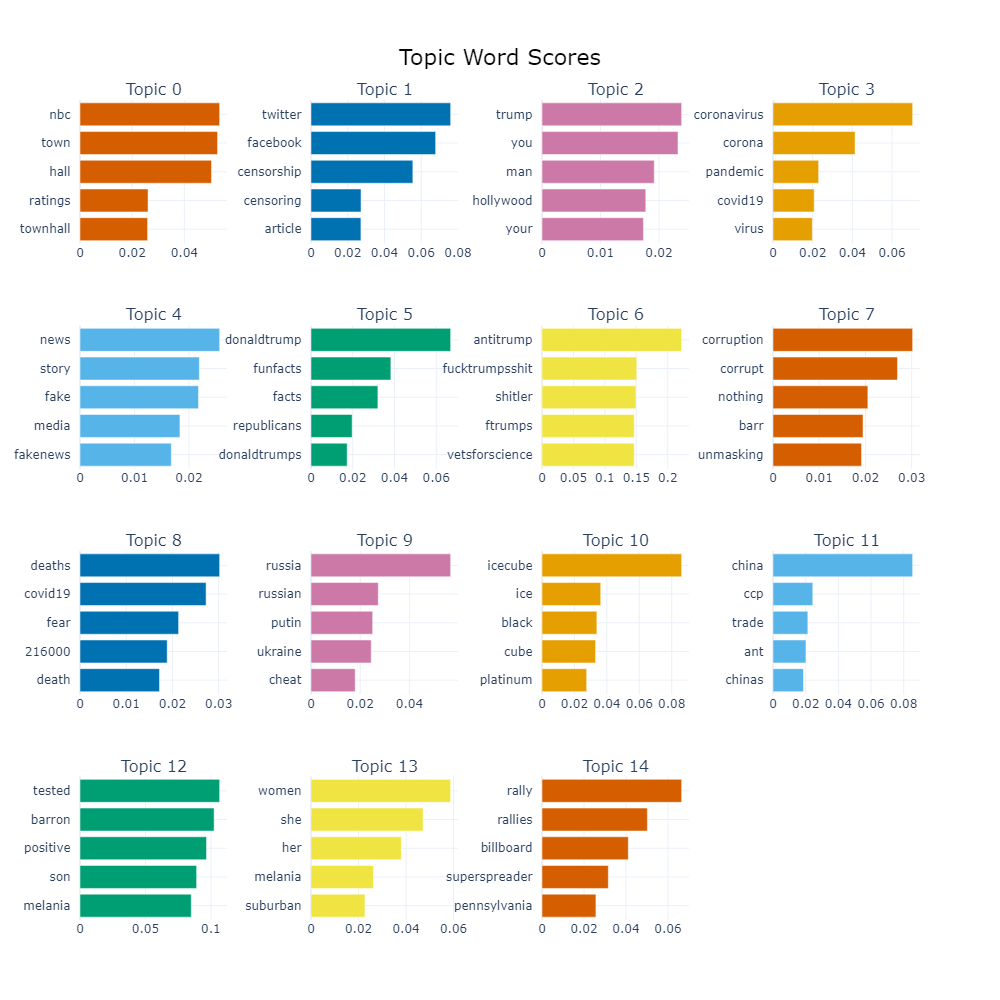 Topic Word Scores
Topic 0
nbc
town
hall
ratings
townhall
0 0.02 0.04
Topic 1
twitter
facebook
censorship
censoring
article
0 0.02 0.04 0.06 0.08
Topic 2
trump
you
man
hollywood
your
0 0.01 0.02
Topic 3
coronavirus
corona
pandemic
covid19
virus
0 0.02 0.04 0.06
Topic 4
news
story
fake
media
fakenews
0 0.01 0.02
Topic 5
donaldtrump
funfacts
facts
republicans
donaldtrumps
0 0.02 0.04 0.06
Topic 6
antitrump
fucktrumpsshit
shitler
ftrumps
vetsforscience
0 0.05 0.1 0.15 0.2
Topic 7
corruption
corrupt
nothing
barr
unmasking
0 0.01 0.02 0.03
Topic 8
deaths
covid19
fear
216000
death
0 0.01 0.02 0.03
Topic 9
russia
russian
putin
ukraine
cheat
0 0.02 0.04
Topic 10
icecube
ice
black
cube
platinum
0 0.02 0.04 0.06 0.08
Topic 11
china
ccp
trade
ant
chinas
0 0.02 0.04 0.06 0.08
Topic 12
tested
barron
positive
son
melania
0 0.05 0.1
Topic 13
women
she
her
melania
suburban
0 0.02 0.04 0.06
Topic 14
rally
rallies
billboard
superspreader
pennsylvania
0 0.02 0.04 0.06